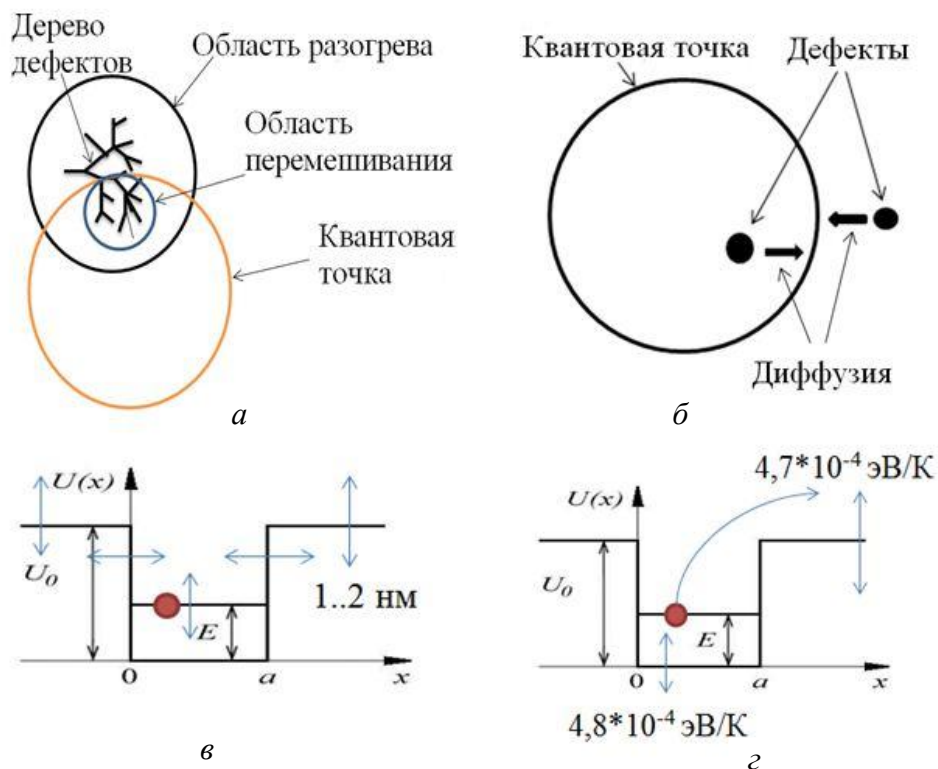 Дерево
дефектов
Область разогрева
Область
перемешивания
Квантовая
точка
а
Квантовая точка
Дефекты
Диффузия
б
U(x)
U₀
E
0
a
x
1..2 нм
в
4,7*10⁻⁴ эВ/К
U(x)
U₀
E
0
a
x
4,8*10⁻⁴ эВ/К
г